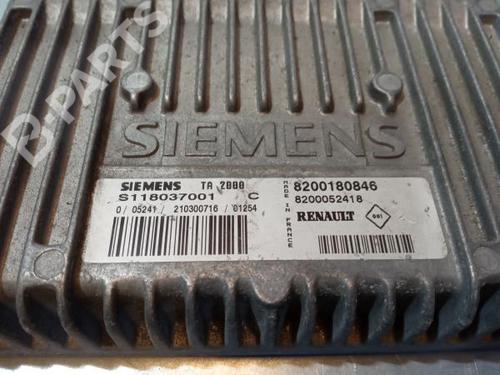 B-PARTS
SIEMENS
SIEMENS TA 2000
S118037001 C
0 / 05241 / 210300716 / 01254
MADE IN FRANCE
8200180846
8200052418
RENAULT